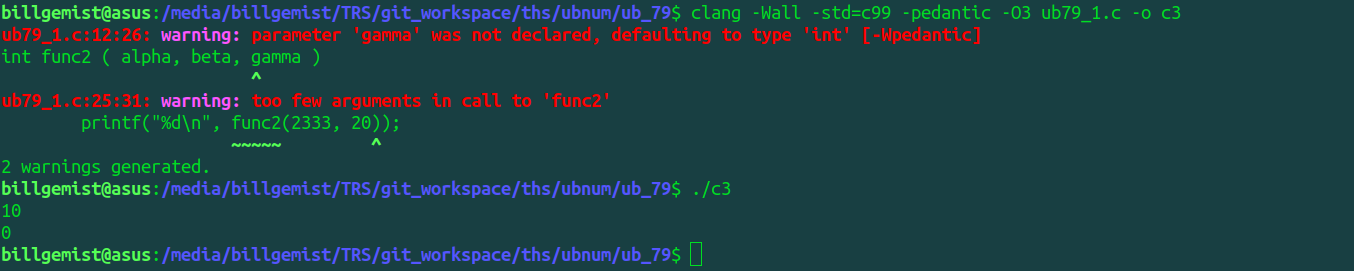 billgemist@asus:/media/billgemist/TRS/git_workspace/ths/ubnum/ub_79$ clang -Wall -std=c99 -pedantic -O3 ub79_1.c -o c3
ub79_1.c:12:26: warning: parameter 'gamma' was not declared, defaulting to type 'int' [-Wpedantic]
int func2 ( alpha, beta, gamma )
                         ^
ub79_1.c:25:31: warning: too few arguments in call to 'func2'
        printf("%d\n", func2(2333, 20));
                       ~~~~~         ^
2 warnings generated.
billgemist@asus:/media/billgemist/TRS/git_workspace/ths/ubnum/ub_79$ ./c3
10
0
billgemist@asus:/media/billgemist/TRS/git_workspace/ths/ubnum/ub_79$